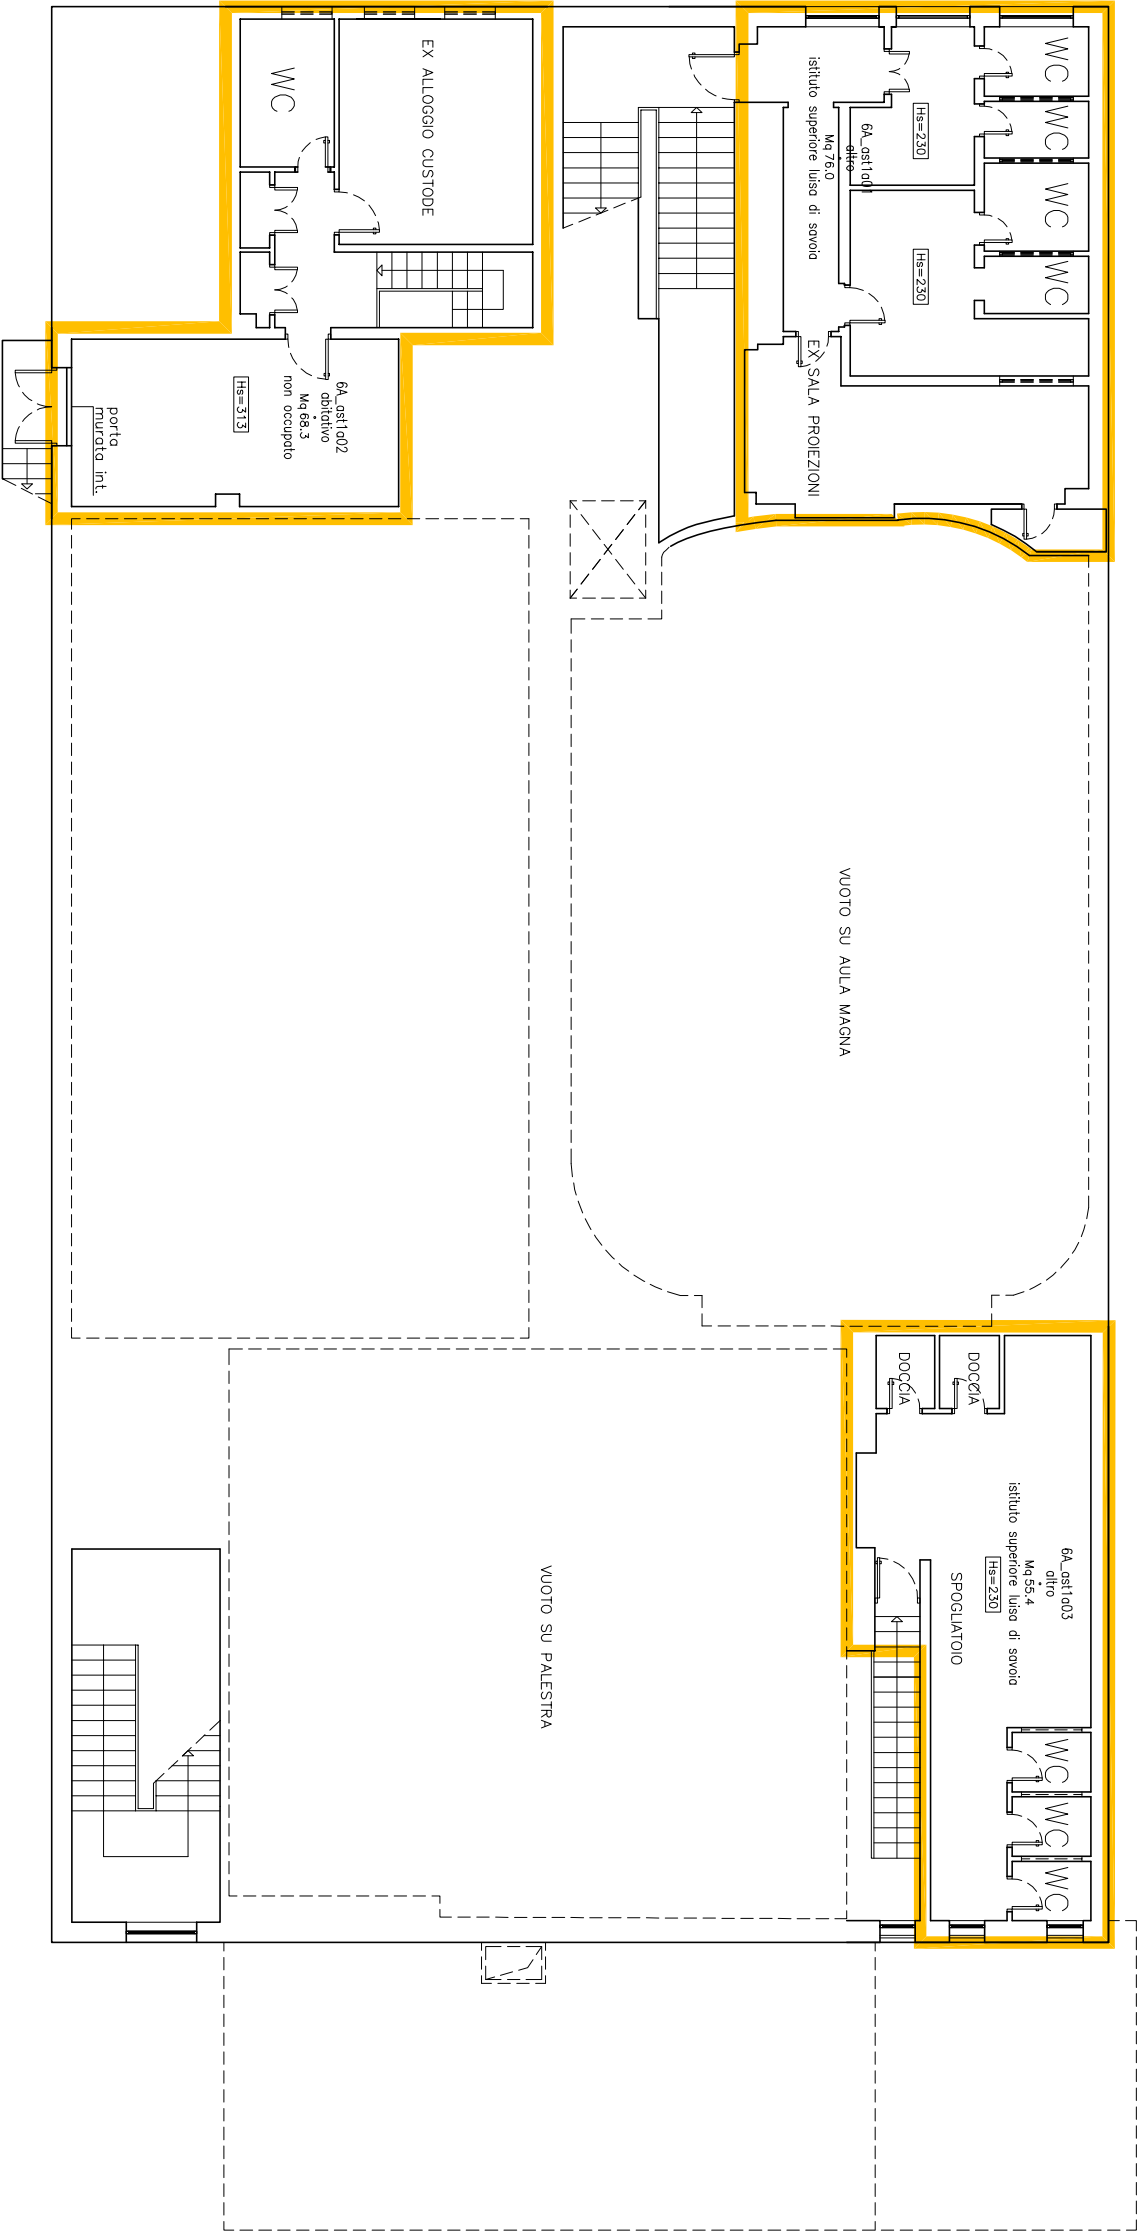 WC
WC
WC
WC
Hs=230
Hs=230
6A_ast1a01
altro
Mq 76.0
istituto superiore luisa di savoia
EX SALA PROIEZIONI
EX ALLOGGIO CUSTODE
WC
6A_ast1a02
abitativo
Mq 68.3
non occupato
Hs=313
porta
murata int.
VUOTO SU AULA MAGNA
DOCCIA
DOCCIA
6A_ast1a03
altro
Mq 55.4
istituto superiore luisa di savoia
Hs=230
SPOGLIATOIO
WC
WC
WC
VUOTO SU PALESTRA